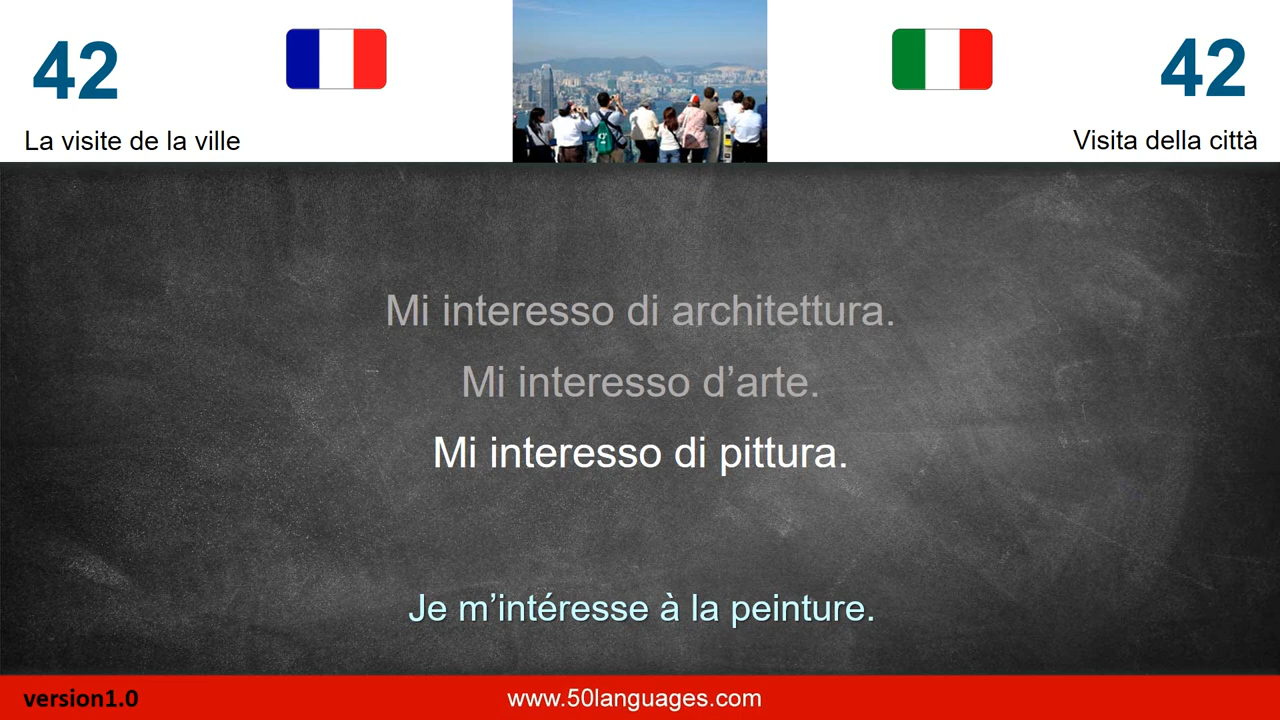 42
La visite de la ville
42
Visita della città
Mi interesso di architettura.
Mi interesso d’arte.
Mi interesso di pittura.
Je m’intéresse à la peinture.
version1.0
www.50languages.com